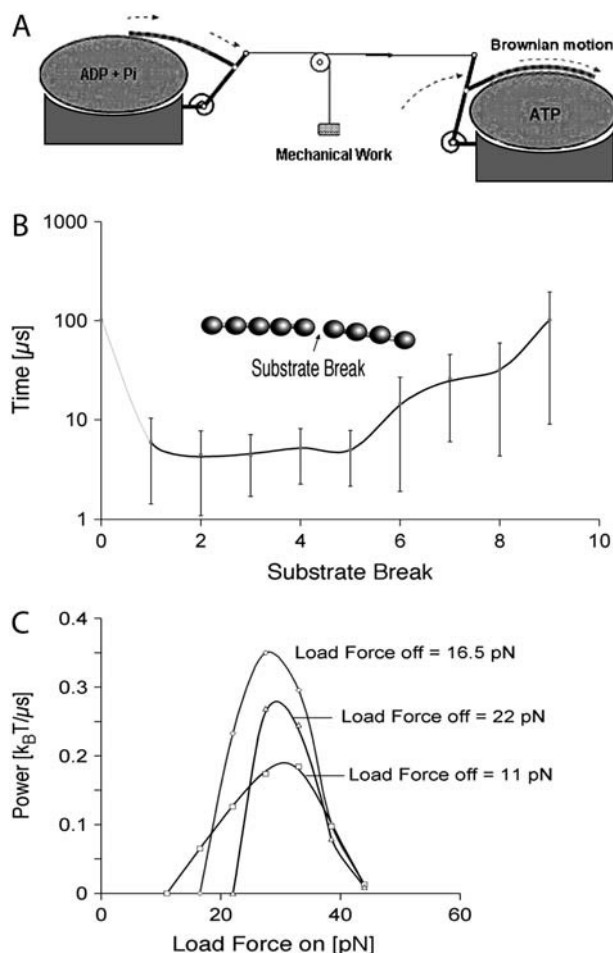 A
Brownian motion
ADP + Pi
ATP
Mechanical Work
B
1000
100
10
1
Time [µs]
Substrate Break
0 2 4 6 8 10
Substrate Break
C
0.4
0.3
0.2
0.1
0
Power [kBT/µs]
Load Force off = 16.5 pN
Load Force off = 22 pN
Load Force off = 11 pN
0 20 40 60
Load Force on [pN]